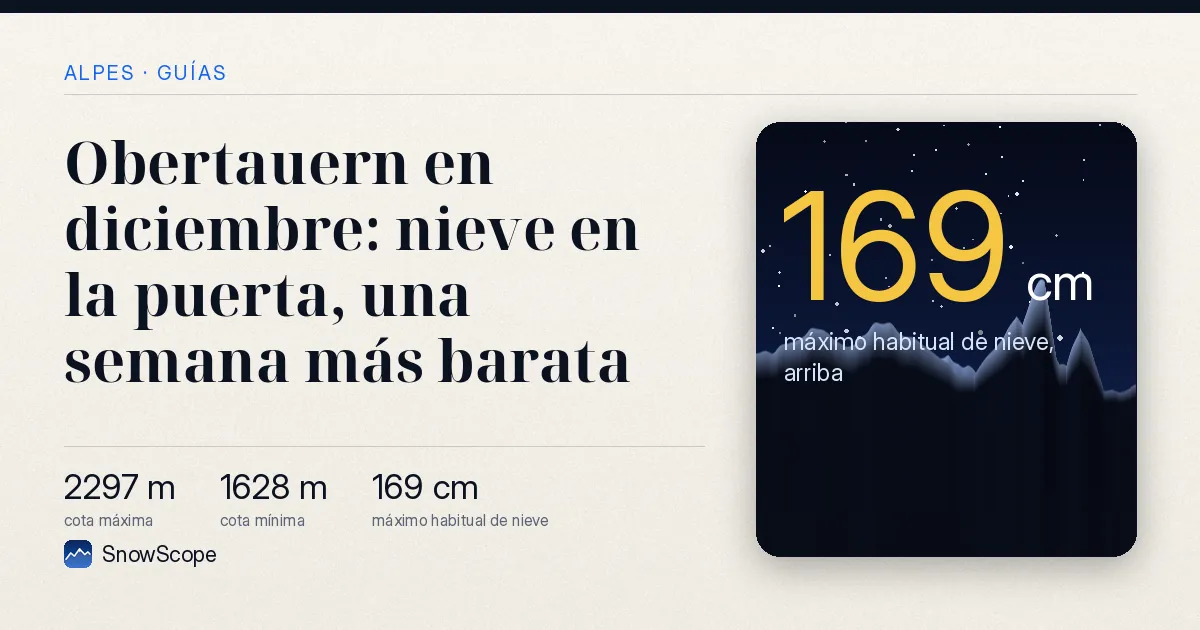 ALPES · GUÍAS
Obertauern en
diciembre: nieve en
la puerta, una
semana más barata
2297 m
cota máxima
1628 m
cota mínima
169 cm
máximo habitual de nieve
SnowScope
169 cm
máximo habitual de nieve,
arriba